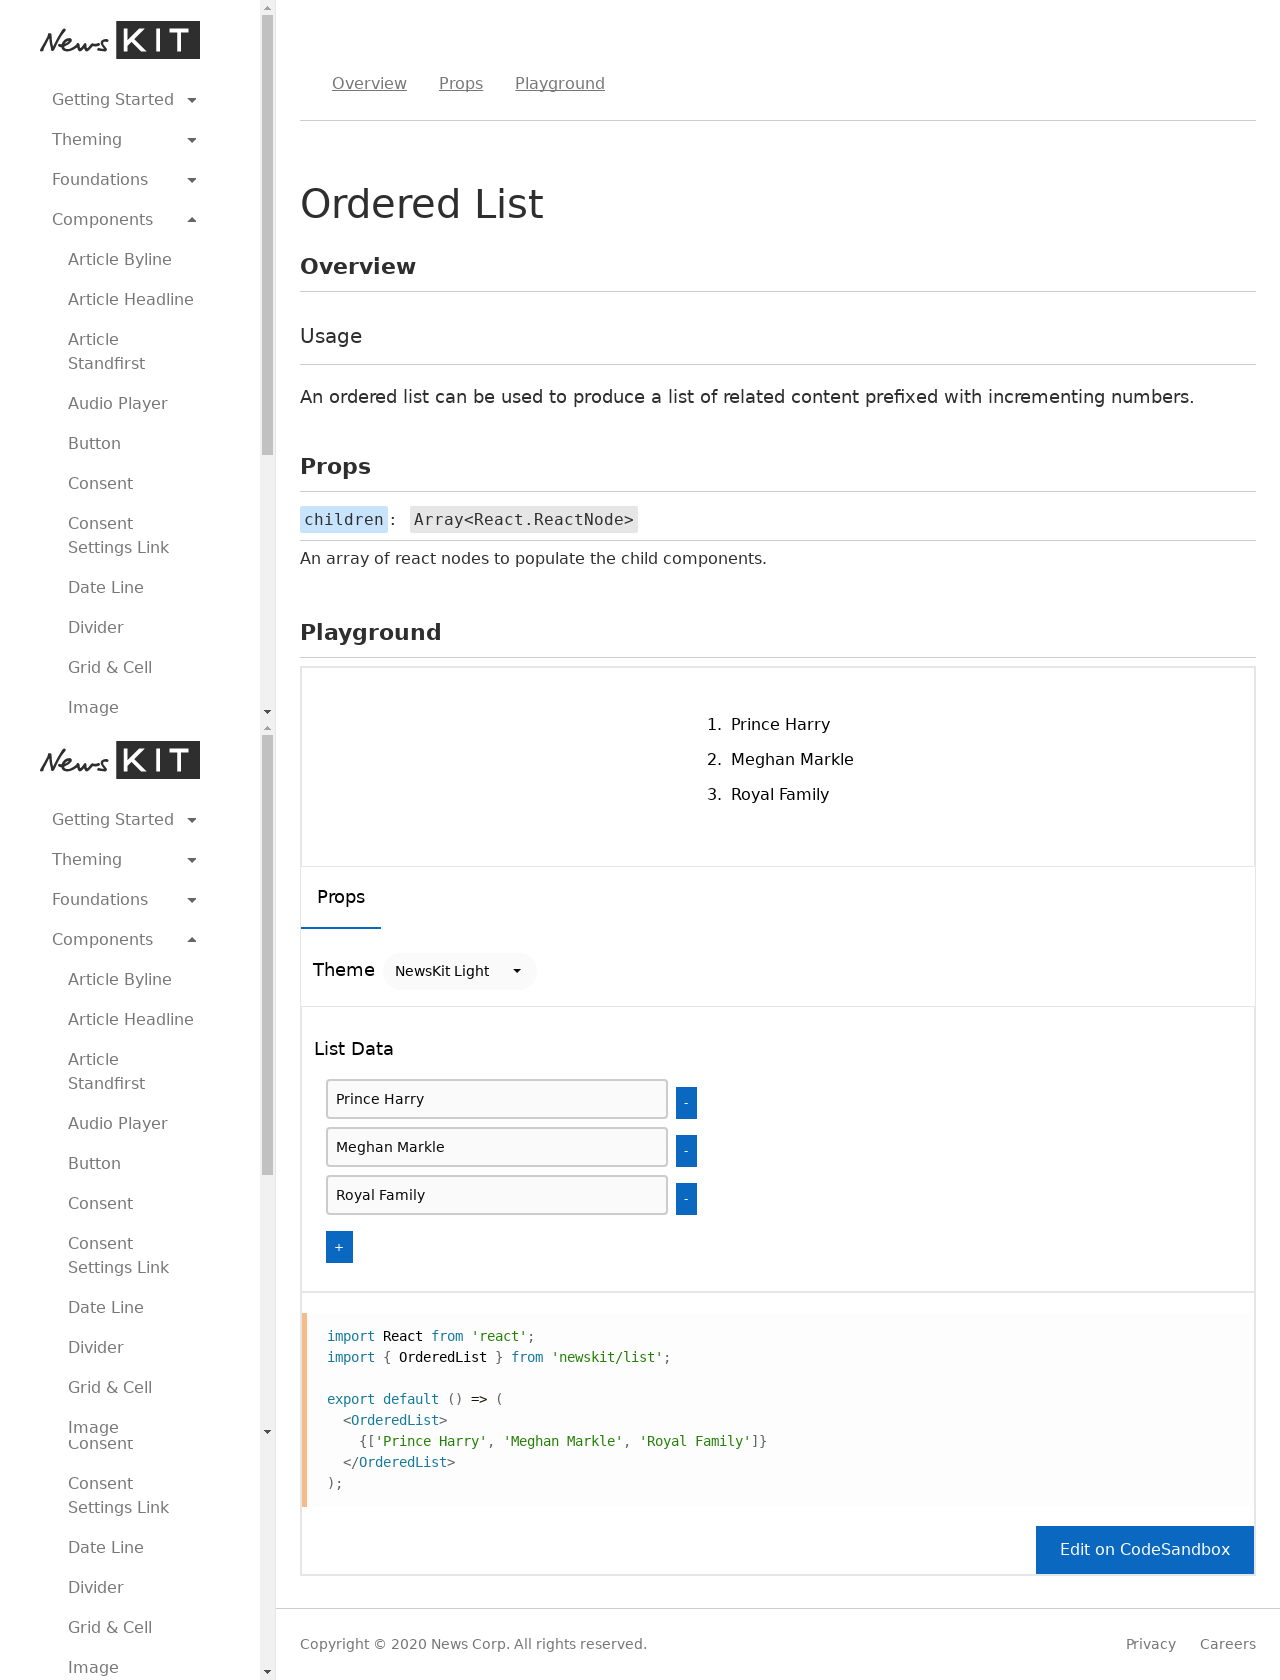 News KIT
Getting Started
Theming
Foundations
Components
Article Byline
Article Headline
Article
Standfirst
Audio Player
Button
Consent
Consent
Settings Link
Date Line
Divider
Grid & Cell
Image
News KIT
Getting Started
Theming
Foundations
Components
Article Byline
Article Headline
Article
Standfirst
Audio Player
Button
Consent
Consent
Settings Link
Date Line
Divider
Grid & Cell
Image
Consent
Consent
Settings Link
Date Line
Divider
Grid & Cell
Image
Overview Props Playground
Ordered List
Overview
Usage
An ordered list can be used to produce a list of related content prefixed with incrementing numbers.
Props
children: Array<React.ReactNode>
An array of react nodes to populate the child components.
Playground
1. Prince Harry
2. Meghan Markle
3. Royal Family
Props
Theme NewsKit Light
List Data
Prince Harry -
Meghan Markle -
Royal Family -
+
import React from 'react';
import { OrderedList } from 'newskit/list';
export default () => (
<OrderedList>
{['Prince Harry', 'Meghan Markle', 'Royal Family']}
</OrderedList>
);
Edit on CodeSandbox
Copyright © 2020 News Corp. All rights reserved. Privacy Careers